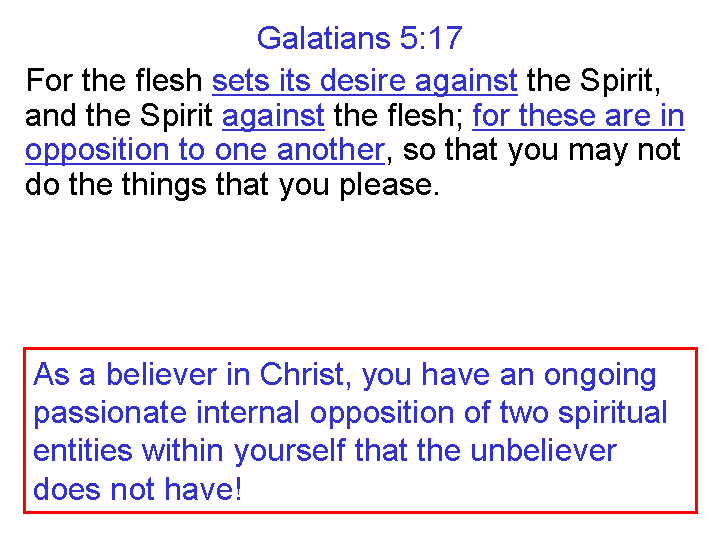 Galatians 5:17
For the flesh sets its desire against the Spirit,
and the Spirit against the flesh; for these are in
opposition to one another, so that you may not
do the things that you please.
As a believer in Christ, you have an ongoing
passionate internal opposition of two spiritual
entities within yourself that the unbeliever
does not have!